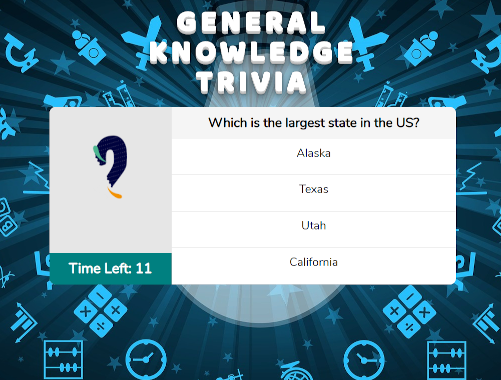 GENERAL
KNOWLEDGE
TRIVIA
Which is the largest state in the US?
Alaska
Texas
Utah
California
Time Left: 11